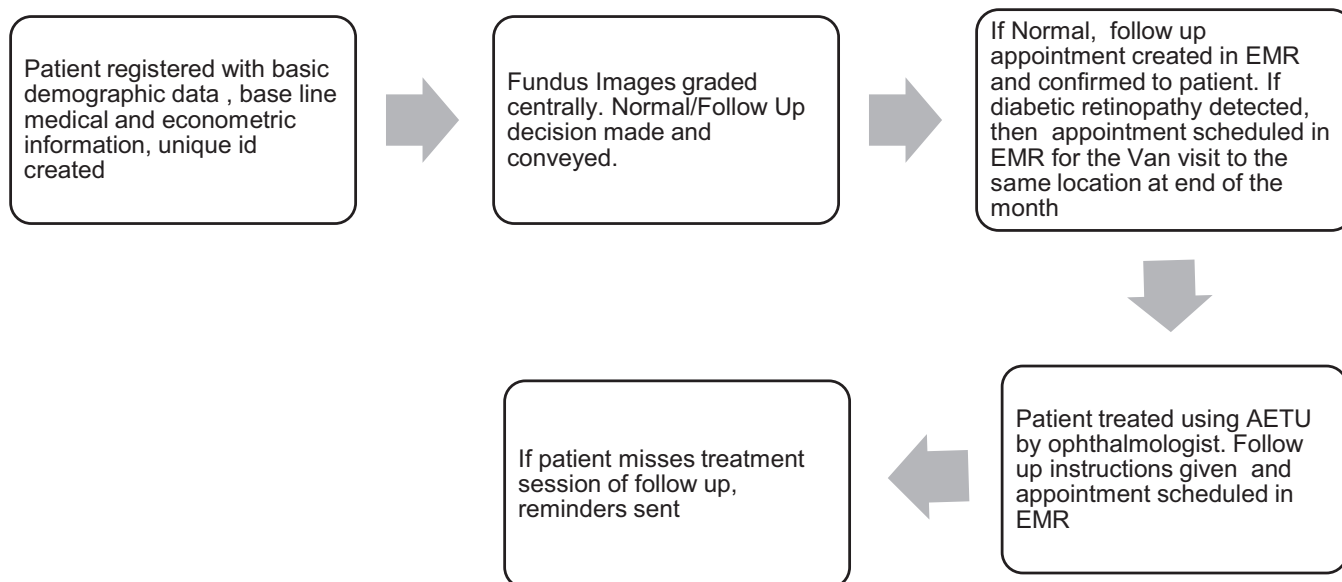 Patient registered with basic
demographic data , base line
medical and econometric
information, unique id
created
Fundus Images graded
centrally. Normal/Follow Up
decision made and
conveyed.
If Normal,  follow up
appointment created in EMR
and confirmed to patient. If
diabetic retinopathy detected,
then  appointment scheduled in
EMR for the Van visit to the
same location at end of the
month
Patient treated using AETU
by ophthalmologist. Follow
up instructions given  and
appointment scheduled in
EMR
If patient misses treatment
session of follow up,
reminders sent